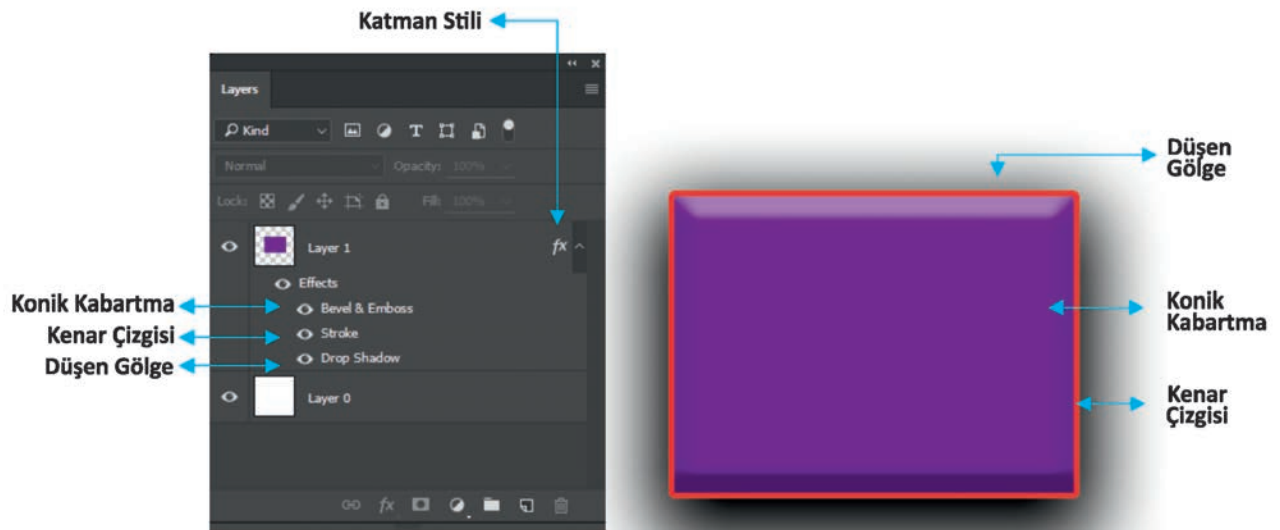 Katman Stili
Layers
Kind
Normal Opacity: 100%
Lock: Fill: 100%
Layer 1 fx
Effects
Konik Kabartma
Bevel & Emboss
Kenar Çizgisi
Stroke
Düşen Gölge
Drop Shadow
Layer 0
fx
Düşen
Gölge
Konik
Kabartma
Kenar
Çizgisi